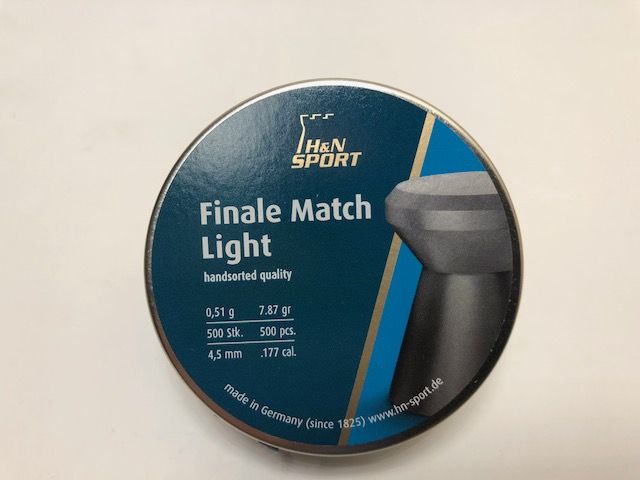 H&N
SPORT
Finale Match
Light
handsorted quality
0,51 g 7.87 gr
500 Stk. 500 pcs.
4,5 mm .177 cal.
made in Germany (since 1825) www.hn-sport.de